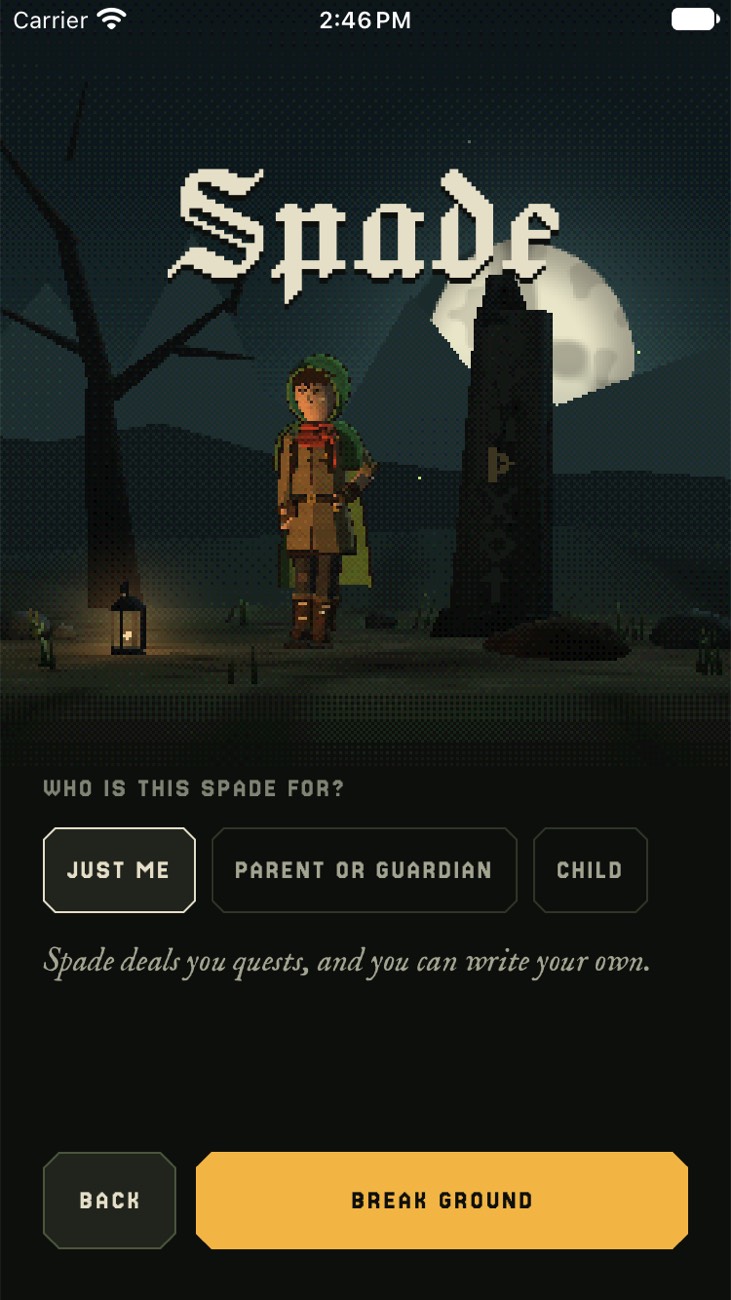 Carrier 2:46 PM
Spade
WHO IS THIS SPADE FOR?
JUST ME PARENT OR GUARDIAN CHILD
Spade deals you quests, and you can write your own.
BACK BREAK GROUND